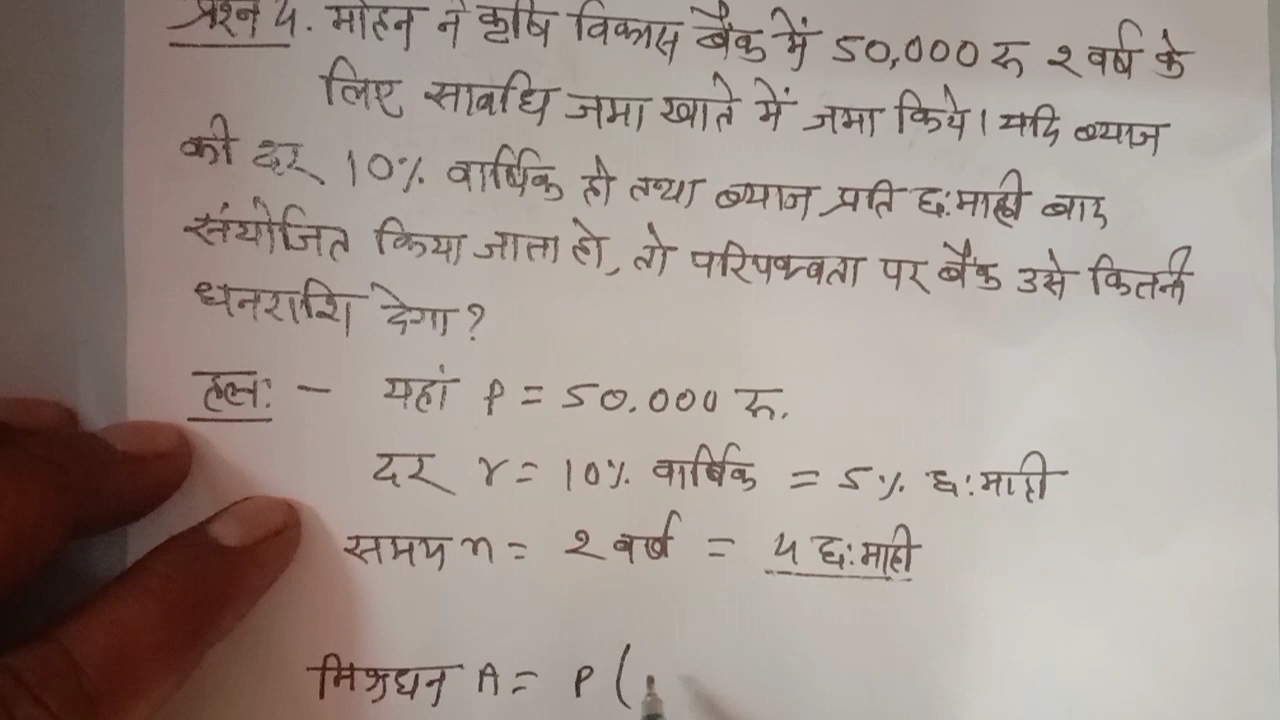 प्रश्न 4. मोहन ने कृषि विकास बैंक में 50,000 रु 2 वर्ष के
लिए सावधि जमा खाते में जमा किये। यदि ब्याज
की दर 10% वार्षिक हो तथा ब्याज प्रति छ:माही बाद
संयोजित किया जाता हो, तो परिपक्वता पर बैंक उसे कितनी
धनराशि देगा?
हल: - यहां P = 50.000 रु.
दर r = 10% वार्षिक = 5% छ:माही
समय n = 2 वर्ष = 4 छ:माही
मिश्रधन A = P (